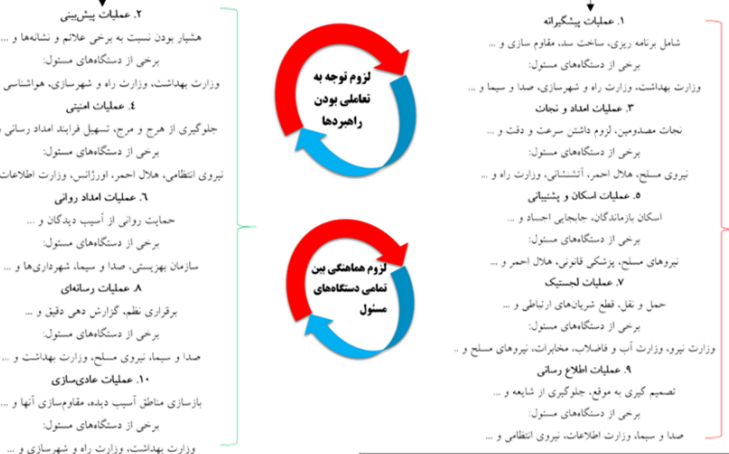 ۱. عملیات پیشگیرانه
شامل برنامه ریزی، ساخت سد، مقاوم سازی و ...
برخی از دستگاه‌های مسئول:
وزارت بهداشت، وزارت راه و شهرسازی، صدا و سیما و ...
۳. عملیات امداد و نجات
نجات مصدومین، لزوم داشتن سرعت و دقت و ...
برخی از دستگاه‌های مسئول:
نیروی مسلح، هلال احمر، آتشنشانی، وزارت راه و ...
۵. عملیات اسکان و پشتیبانی
اسکان بازماندگان، جابجایی اجساد و ...
برخی از دستگاه‌های مسئول:
نیروهای مسلح، پزشکی قانونی، هلال احمر و ...
۷. عملیات لجستیک
حمل و نقل، قطع شریان‌های ارتباطی و ...
برخی از دستگاه‌های مسئول:
وزارت نیرو، وزارت آب و فاضلاب، مخابرات، نیروهای مسلح و ..
۹. عملیات اطلاع رسانی
تصمیم گیری به موقع، جلوگیری از شایعه و ...
برخی از دستگاه‌های مسئول:
صدا و سیما، وزارت اطلاعات، نیروی انتظامی و ...
لزوم توجه به
تعاملی بودن
راهبردها
لزوم هماهنگی بین
تمامی دستگاه‌های
مسئول
۲. عملیات پیش‌بینی
هشیار بودن نسبت به برخی علائم و نشانه‌ها و ...
برخی از دستگاه‌های مسئول:
وزارت بهداشت، وزارت راه و شهرسازی، هواشناسی
۴. عملیات امنیتی
جلوگیری از هرج و مرج، تسهیل فرایند امداد رسانی و
برخی از دستگاه‌های مسئول:
نیروی انتظامی، هلال احمر، اورژانس، وزارت اطلاعات
۶. عملیات امداد روانی
حمایت روانی از آسیب دیدگان و ...
برخی از دستگاه‌های مسئول:
سازمان بهزیستی، صدا و سیما، شهرداری‌ها و ...
۸. عملیات رسانه‌ای
برقراری نظم، گزارش دهی دقیق و ...
برخی از دستگاه‌های مسئول:
صدا و سیما، نیروی مسلح، وزارت بهداشت و ...
۱۰. عملیات عادی‌سازی
بازسازی مناطق آسیب دیده، مقاوم‌سازی آنها و ...
برخی از دستگاه‌های مسئول:
وزارت بهداشت، وزارت راه و شهرسازی و ...